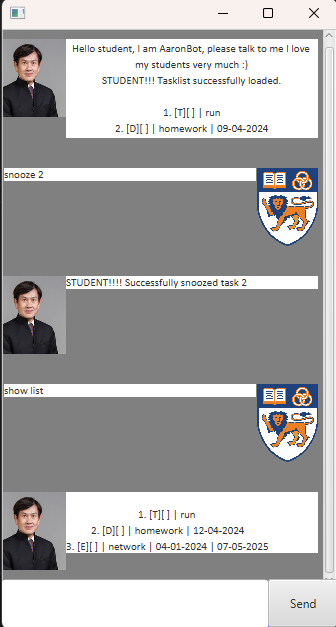 Hello student, I am AaronBot, please talk to me I love
my students very much :)
STUDENT!!! Tasklist successfully loaded.
1. [T][ ] | run
2. [D][ ] | homework | 09-04-2024
snooze 2
STUDENT!!!! Successfully snoozed task 2
show list
1. [T][ ] | run
2. [D][ ] | homework | 12-04-2024
3. [E][ ] | network | 04-01-2024 | 07-05-2025
Send